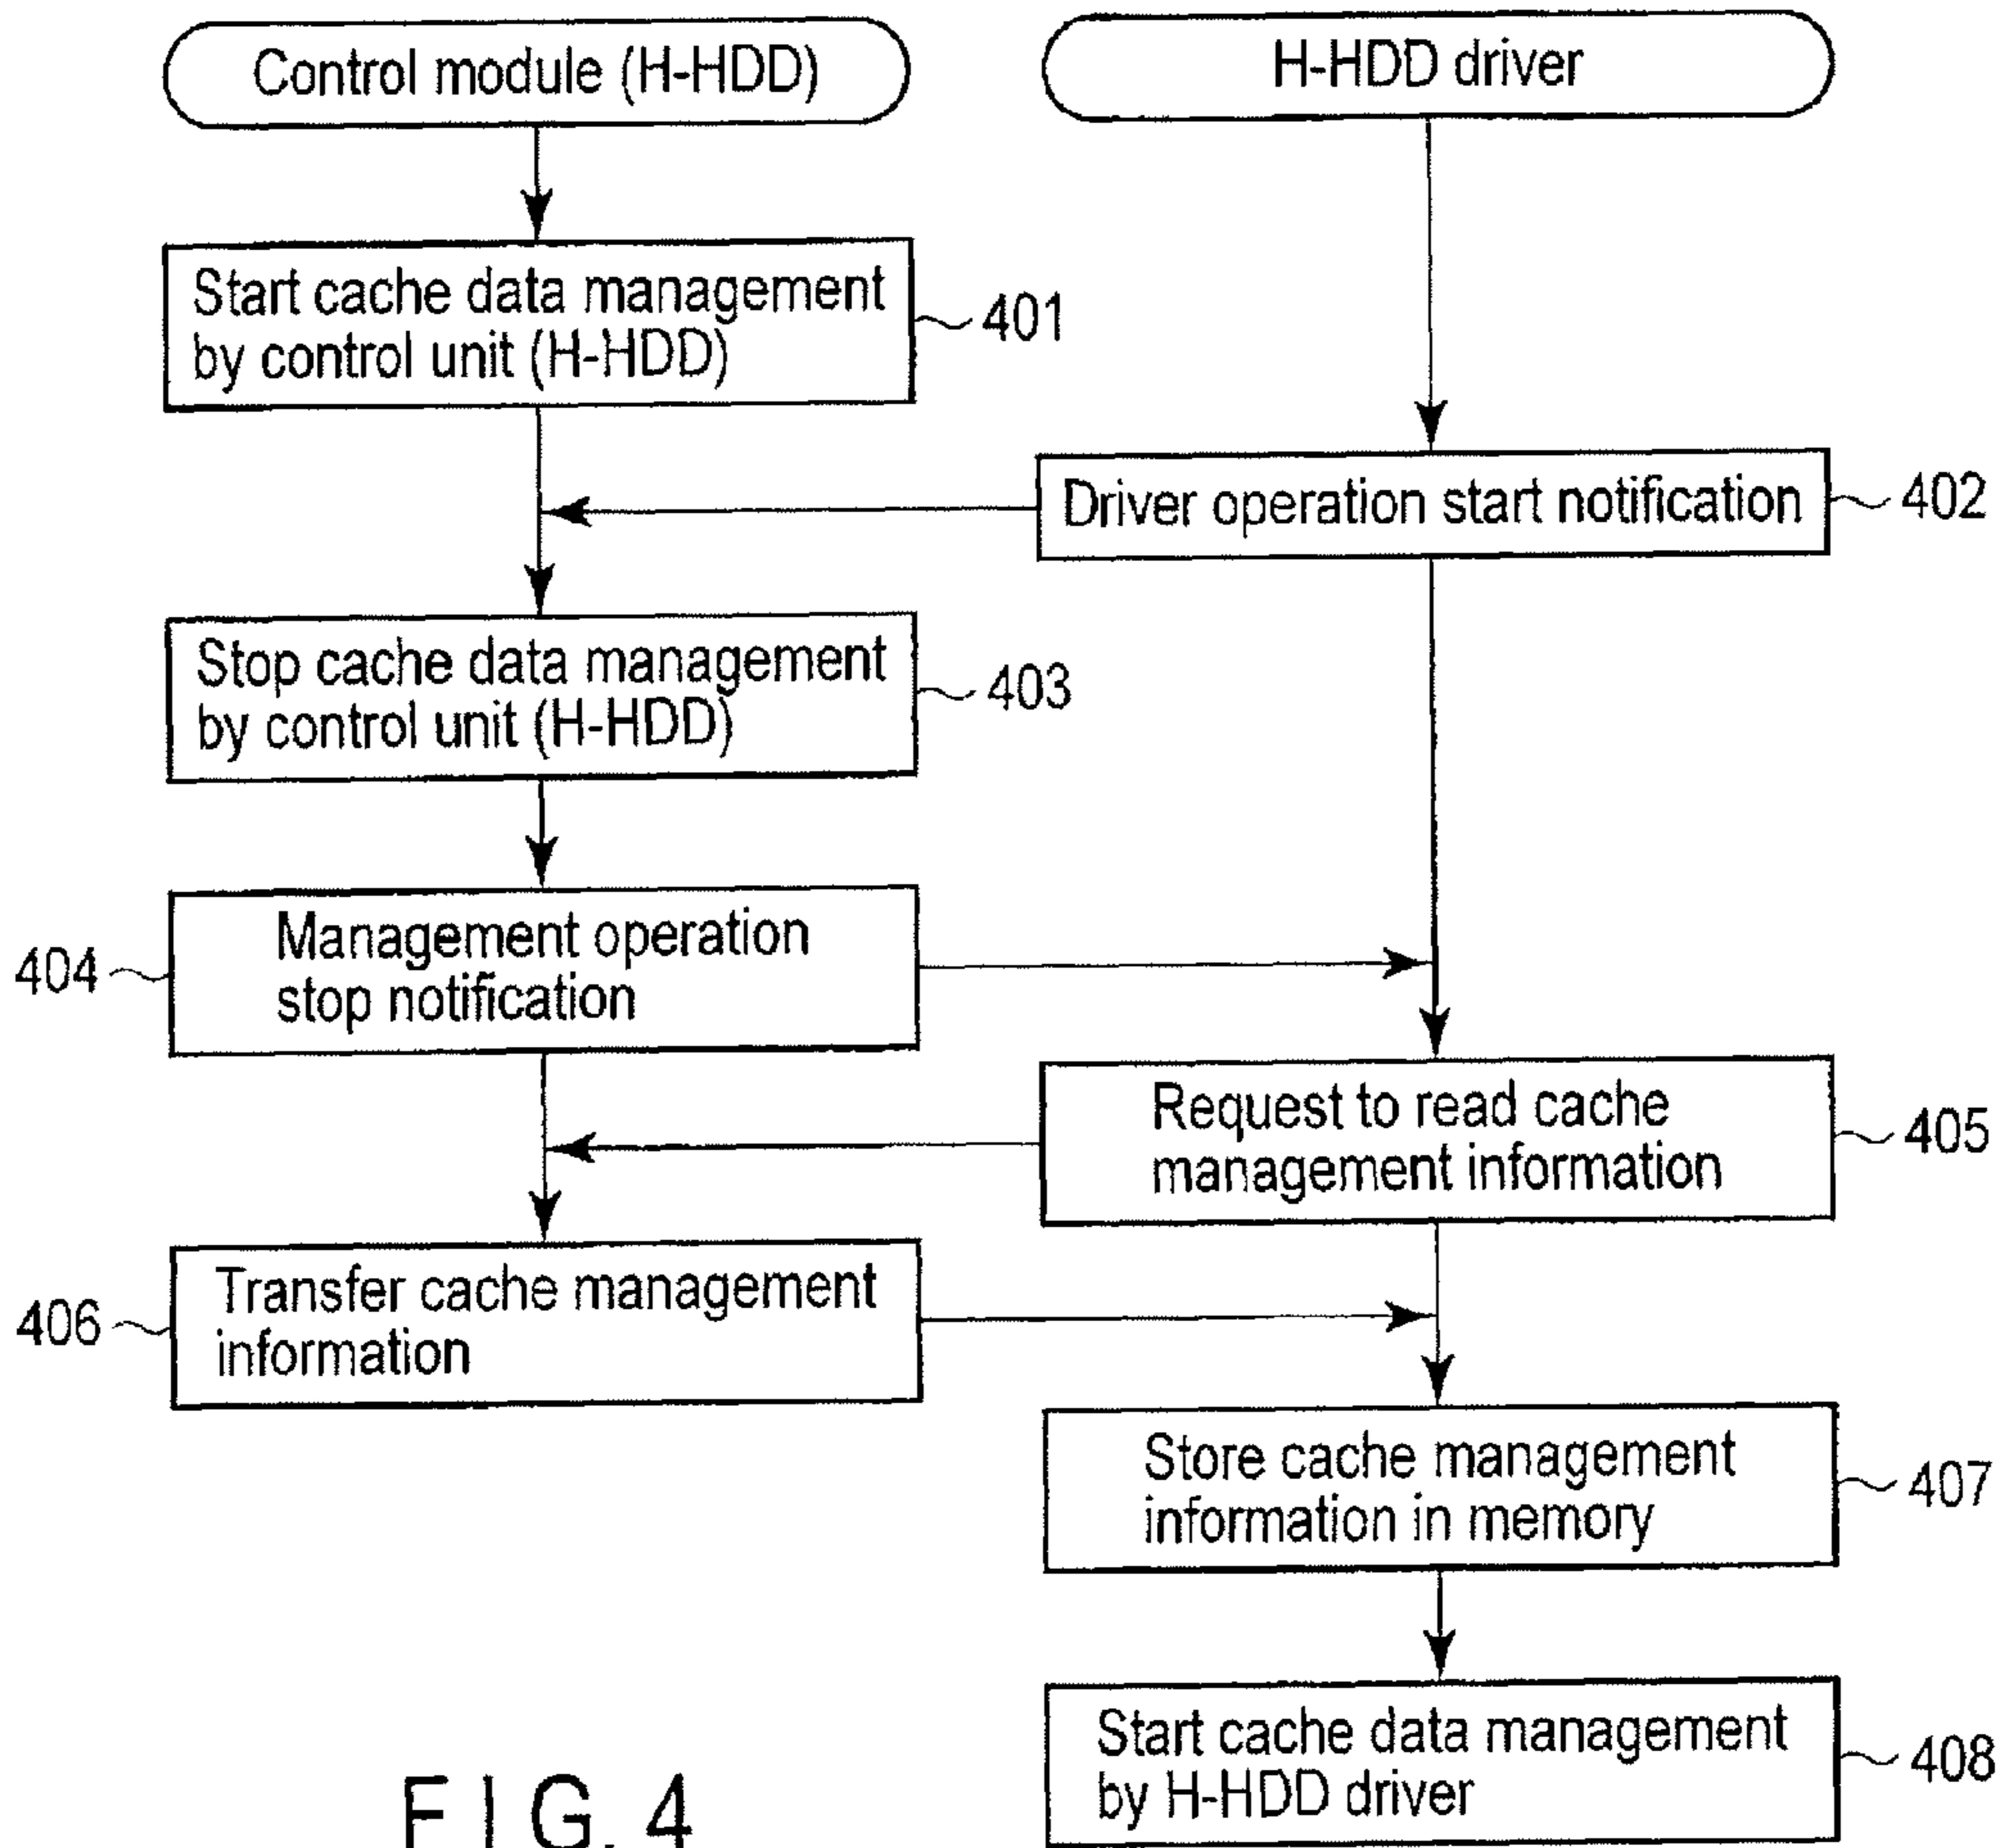 Control module (H-HDD)
H-HDD driver
Start cache data management
by control unit (H-HDD)
401
Driver operation start notification
402
Stop cache data management
by control unit (H-HDD)
403
404
Management operation
stop notification
Request to read cache
management information
405
406
Transfer cache management
information
Store cache management
information in memory
407
Start cache data management
by H-HDD driver
408
FIG. 4